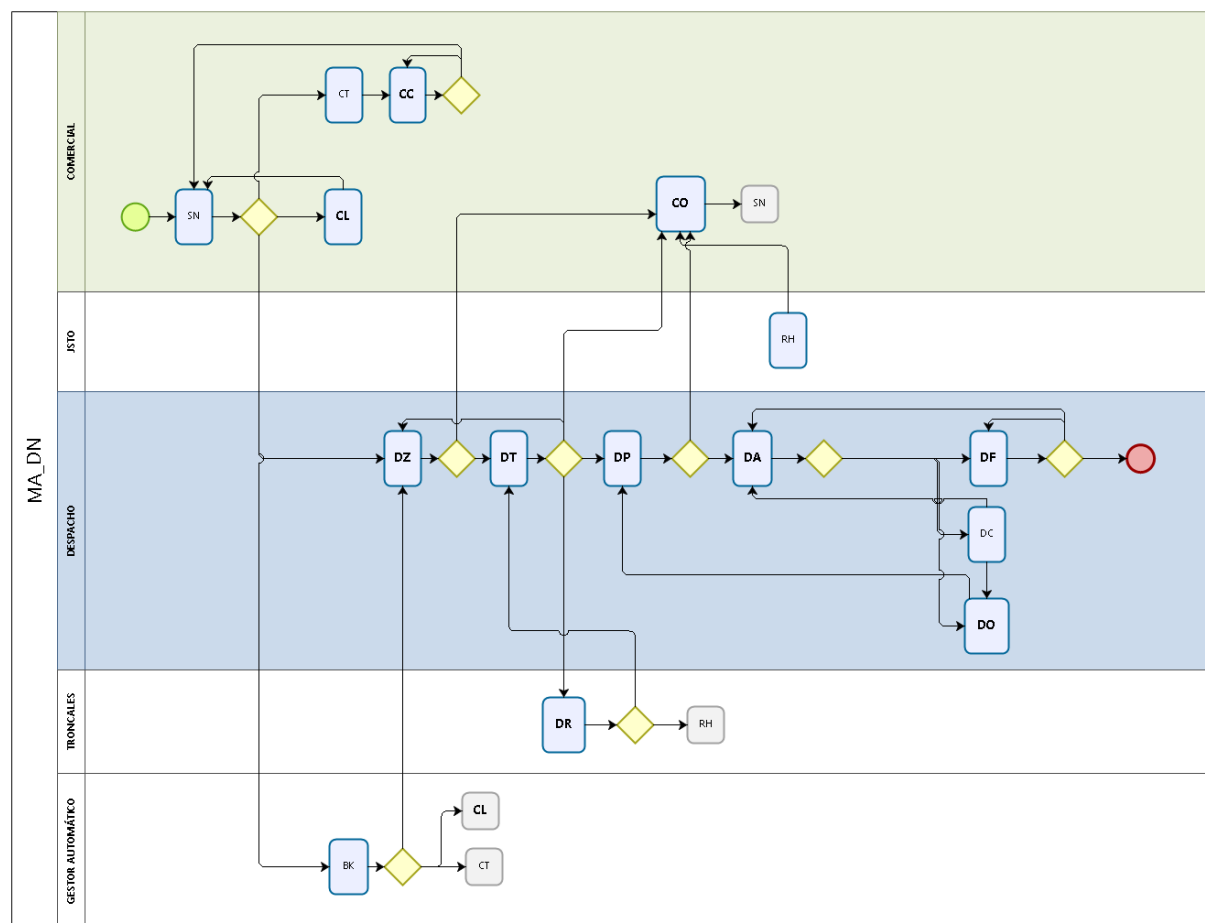 MA_DN
COMERCIAL
CT
CC
SN
CL
CO
SN
JSTO
RH
DESPACHO
DZ
DT
DP
DA
DF
DC
DO
TRONCALES
DR
RH
GESTOR AUTOMÁTICO
BK
CL
CT